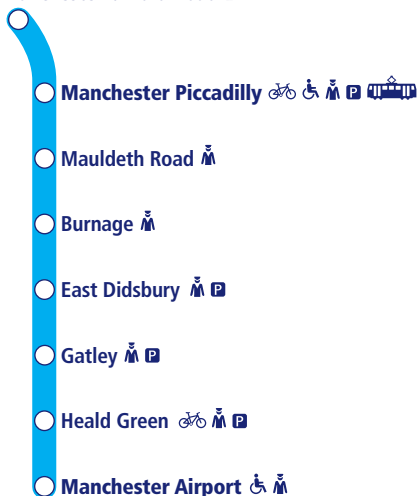 Manchester Piccadilly P
Mauldeth Road
Burnage
East Didsbury P
Gatley P
Heald Green P
Manchester Airport